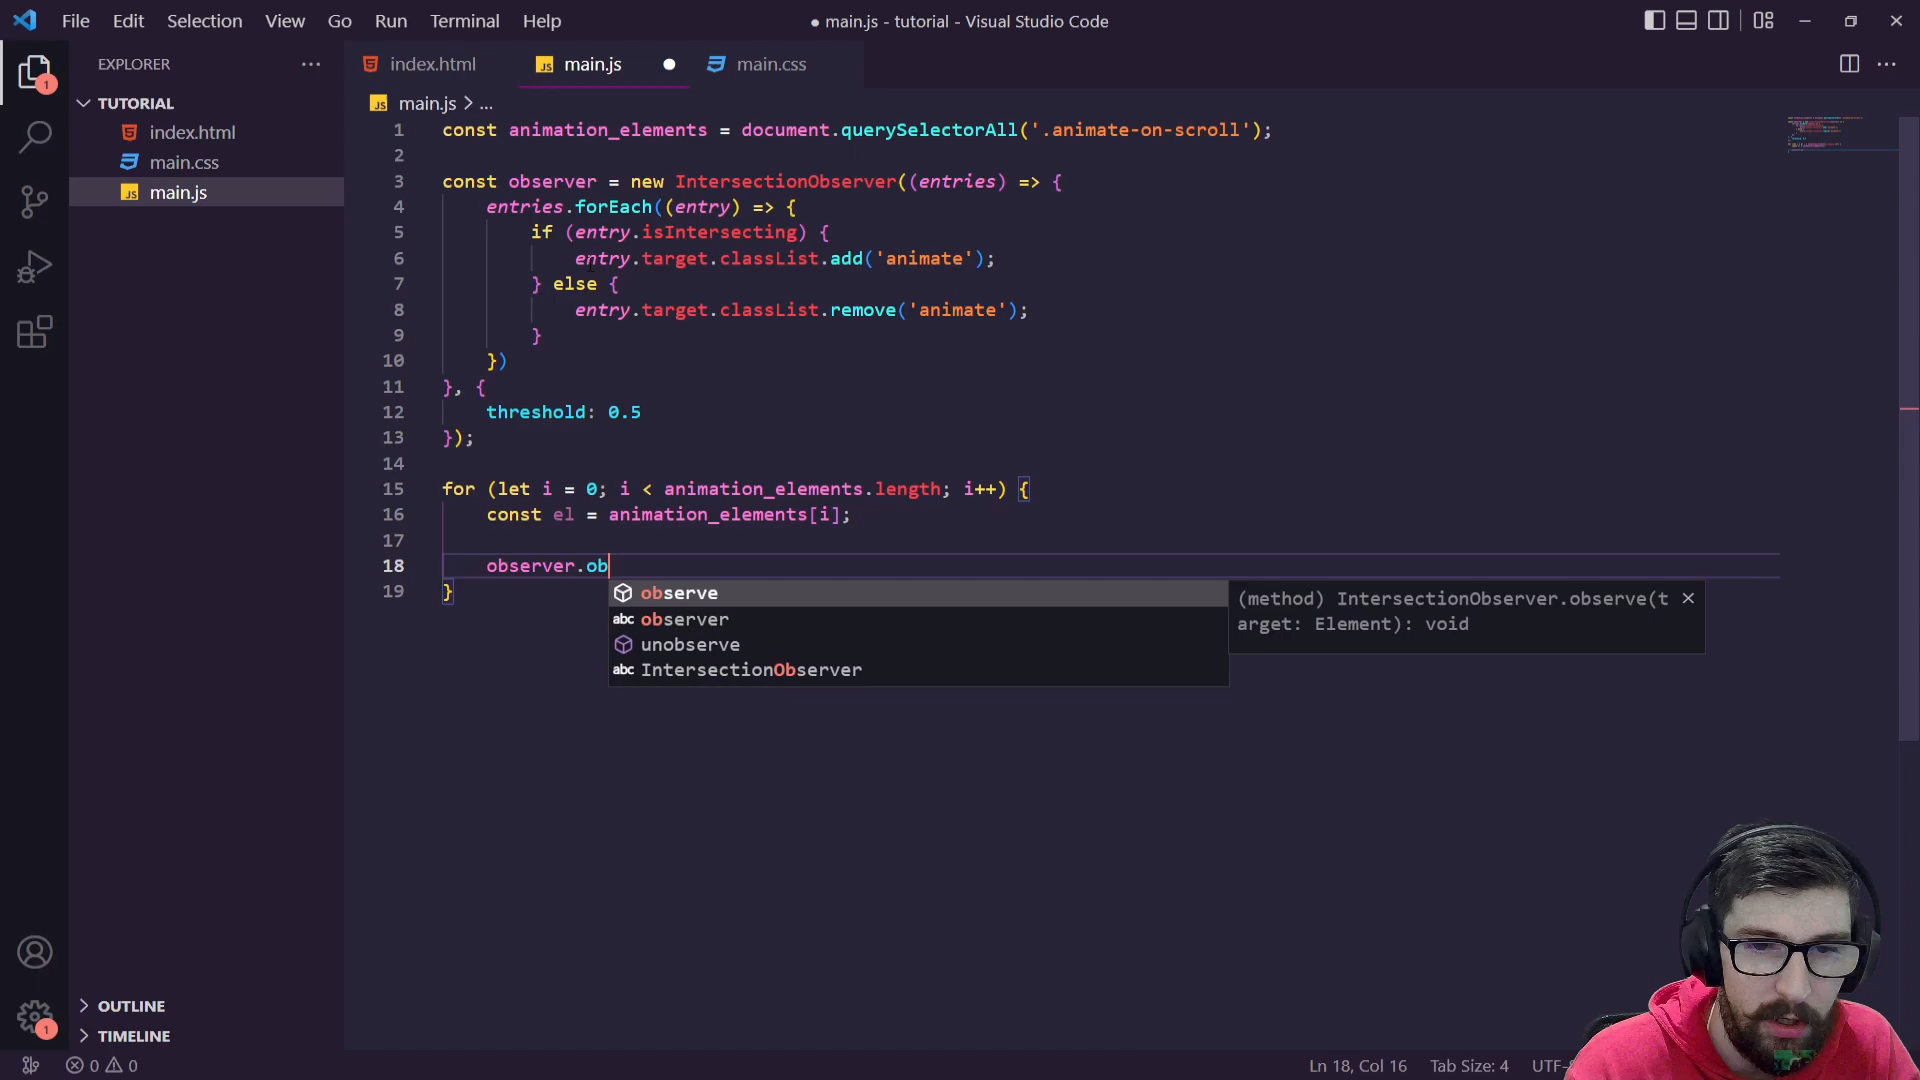 File Edit Selection View Go Run Terminal Help
● main.js - tutorial - Visual Studio Code
EXPLORER
1
TUTORIAL
index.html
main.css
main.js
index.html
main.js
main.css
main.js > ...
1 const animation_elements = document.querySelectorAll('.animate-on-scroll');
2
3 const observer = new IntersectionObserver((entries) => {
4 entries.forEach((entry) => {
5 if (entry.isIntersecting) {
6 entry.target.classList.add('animate');
7 } else {
8 entry.target.classList.remove('animate');
9 }
10 })
11 }, {
12 threshold: 0.5
13 });
14
15 for (let i = 0; i < animation_elements.length; i++) {
16 const el = animation_elements[i];
17
18 observer.ob
19 }
observe
abc observer
unobserve
abc IntersectionObserver
(method) IntersectionObserver.observe(t
arget: Element): void
OUTLINE
TIMELINE
1
0 0
Ln 18, Col 16 Tab Size: 4